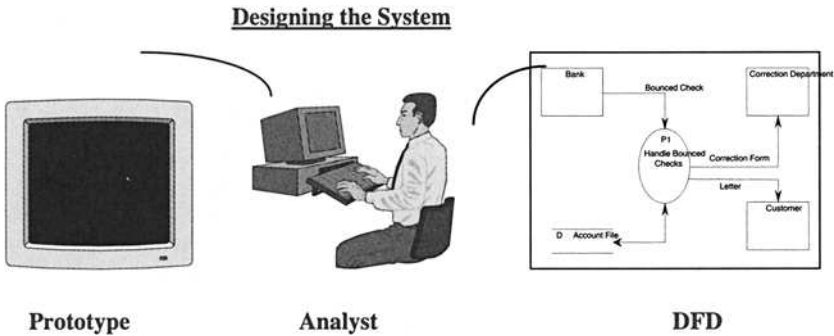 Designing the System
Bank
Correction Department
Bounced Check
P1
Handle Bounced
Checks
Correction Form
Letter
Customer
D Account File
Prototype
Analyst
DFD